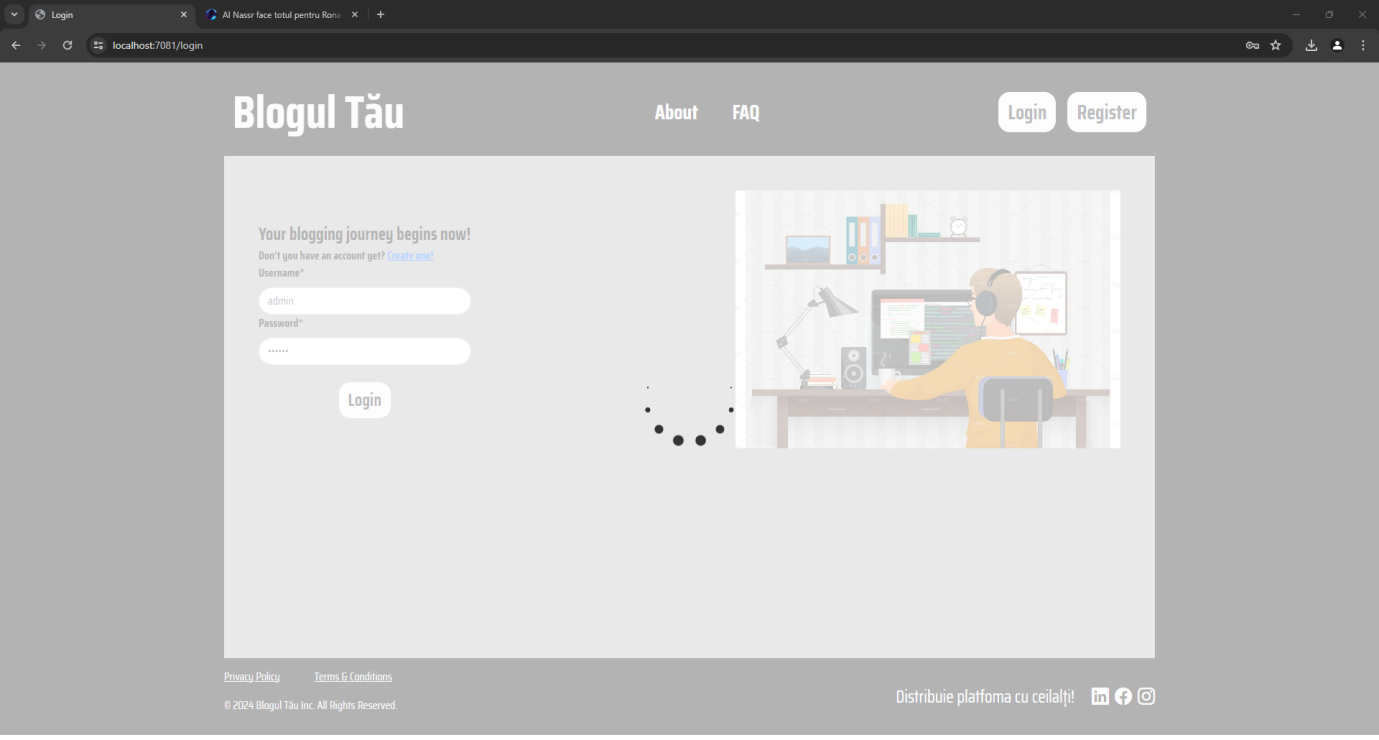 Login
Al Nassr face totul pentru Rona
localhost:7081/login
Blogul Tău
About
FAQ
Login
Register
Your blogging journey begins now!
Don't you have an account yet? Create one!
Username*
admin
Password*
Login
Privacy Policy
Terms & Conditions
© 2024 Blogul Tău Inc. All Rights Reserved.
Distribuie platfoma cu ceilalți!
in